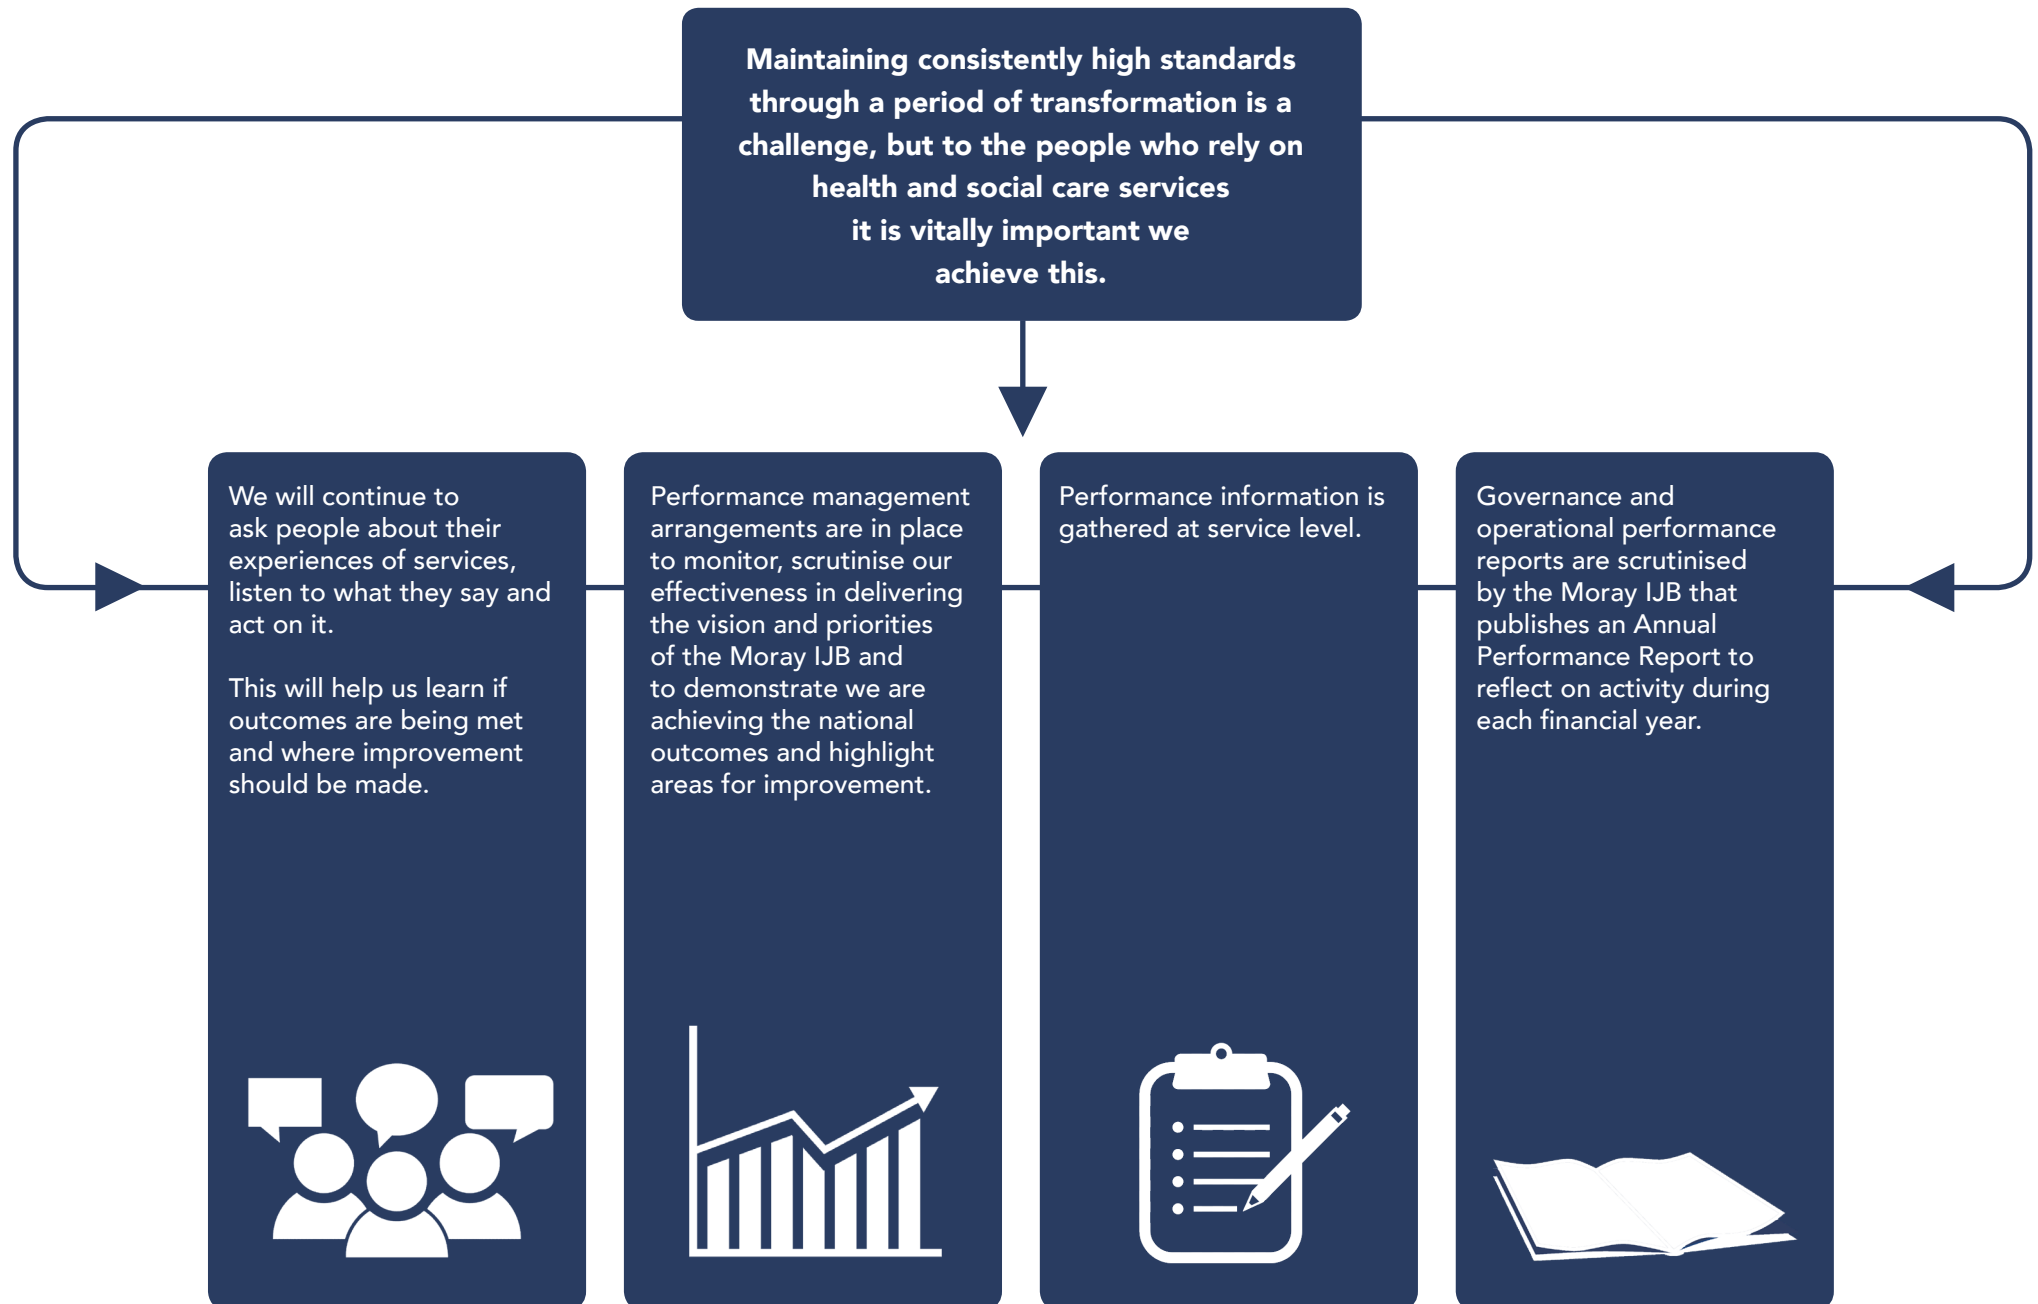 Maintaining consistently high standards
through a period of transformation is a
challenge, but to the people who rely on
health and social care services
it is vitally important we
achieve this.
We will continue to
ask people about their
experiences of services,
listen to what they say and
act on it.
This will help us learn if
outcomes are being met
and where improvement
should be made.
Performance management
arrangements are in place
to monitor, scrutinise our
effectiveness in delivering
the vision and priorities
of the Moray IJB and
to demonstrate we are
achieving the national
outcomes and highlight
areas for improvement.
Performance information is
gathered at service level.
Governance and
operational performance
reports are scrutinised
by the Moray IJB that
publishes an Annual
Performance Report to
reflect on activity during
each financial year.